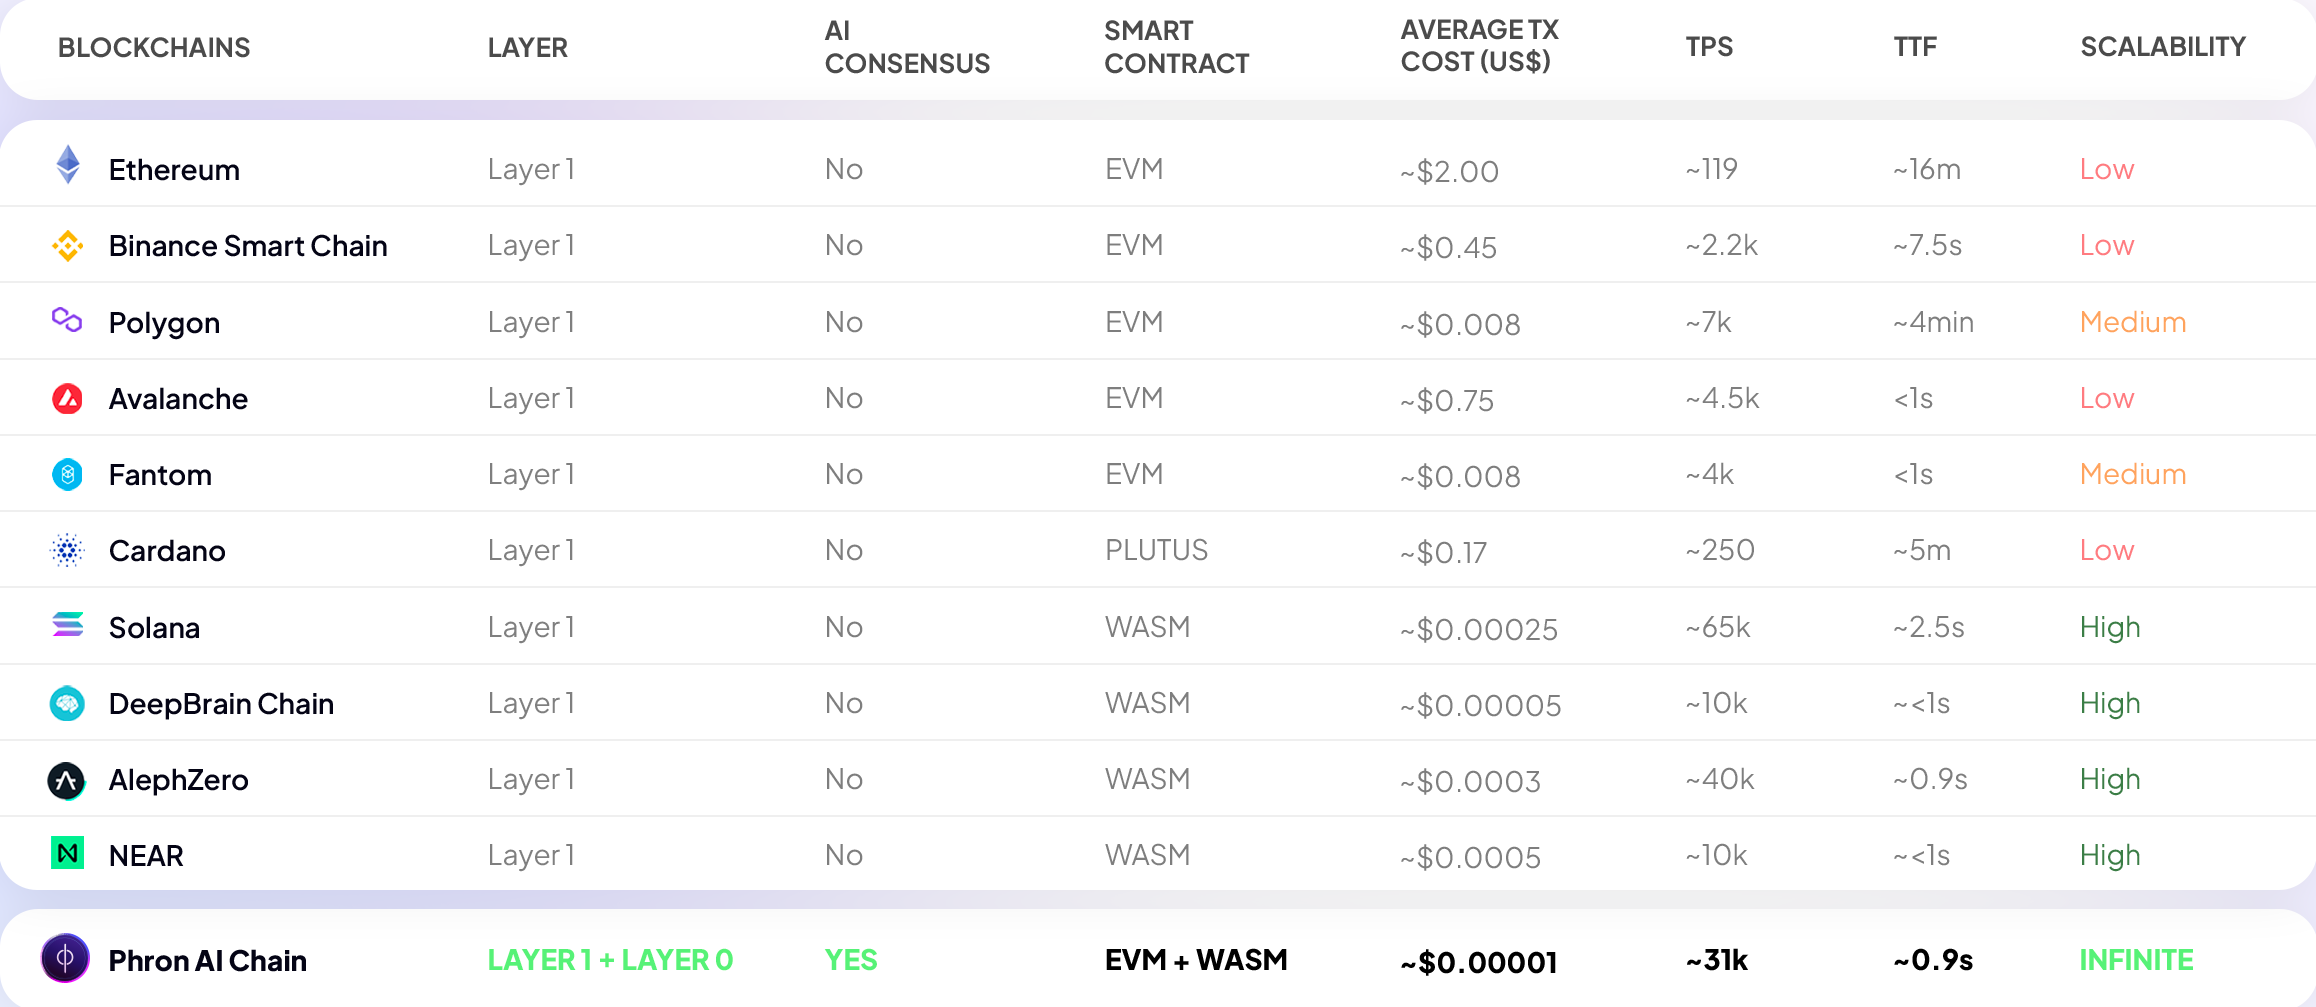 BLOCKCHAINS LAYER AI CONSENSUS SMART CONTRACT AVERAGE TX COST (US$) TPS TTF SCALABILITY
Ethereum Layer 1 No EVM ~$2.00 ~119 ~16m Low
Binance Smart Chain Layer 1 No EVM ~$0.45 ~2.2k ~7.5s Low
Polygon Layer 1 No EVM ~$0.008 ~7k ~4min Medium
Avalanche Layer 1 No EVM ~$0.75 ~4.5k <1s Low
Fantom Layer 1 No EVM ~$0.008 ~4k <1s Medium
Cardano Layer 1 No PLUTUS ~$0.17 ~250 ~5m Low
Solana Layer 1 No WASM ~$0.00025 ~65k ~2.5s High
DeepBrain Chain Layer 1 No WASM ~$0.00005 ~10k ~<1s High
AlephZero Layer 1 No WASM ~$0.0003 ~40k ~0.9s High
NEAR Layer 1 No WASM ~$0.0005 ~10k ~<1s High
Phron AI Chain LAYER 1 + LAYER 0 YES EVM + WASM ~$0.00001 ~31k ~0.9s INFINITE